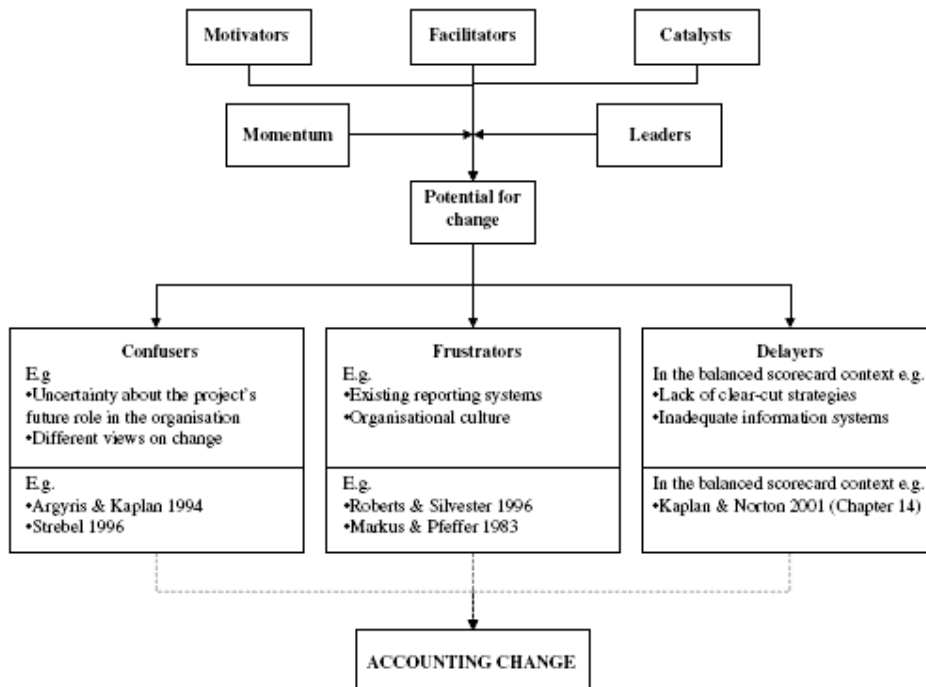 Motivators
Facilitators
Catalysts
Momentum
Leaders
Potential for
change
Confusers
E.g
•Uncertainty about the project's
future role in the organisation
•Different views on change
E.g.
•Argyris & Kaplan 1994
•Strebel 1996
Frustrators
E.g.
•Existing reporting systems
•Organisational culture
E.g.
•Roberts & Silvester 1996
•Markus & Pfeffer 1983
Delayers
In the balanced scorecard context e.g.
•Lack of clear-cut strategies
•Inadequate information systems
In the balanced scorecard context e.g.
•Kaplan & Norton 2001 (Chapter 14)
ACCOUNTING CHANGE